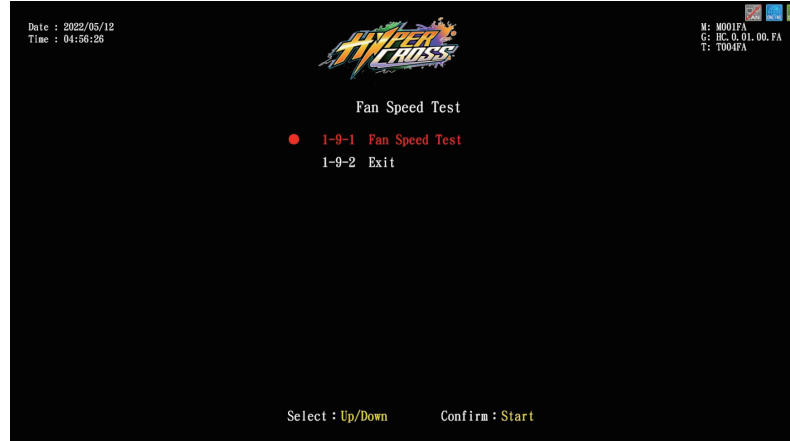 Date : 2022/05/12
Time : 04:56:26
HYPER
CROSS
M: M001FA
G: HC.0.01.00.FA
T: T004FA
Fan Speed Test
1-9-1 Fan Speed Test
1-9-2 Exit
Select：Up/Down Confirm：Start